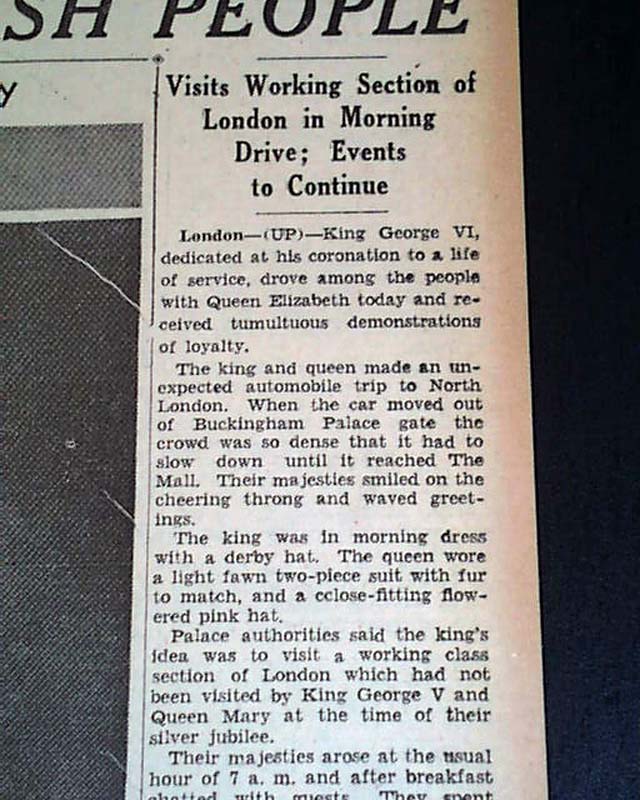 SH PEOPLE
y
Visits Working Section of
London in Morning
Drive; Events
to Continue
London—(UP)—King George VI,
dedicated at his coronation to a life
of service, drove among the people
with Queen Elizabeth today and re-
ceived tumultuous demonstrations
of loyalty.
The king and queen made an un-
expected automobile trip to North
London. When the car moved out
of Buckingham Palace gate the
crowd was so dense that it had to
slow down until it reached The
Mall. Their majesties smiled on the
cheering throng and waved greet-
ings.
The king was in morning dress
with a derby hat. The queen wore
a light fawn two-piece suit with fur
to match, and a cclose-fitting flow-
ered pink hat.
Palace authorities said the king's
idea was to visit a working class
section of London which had not
been visited by King George V and
Queen Mary at the time of their
silver jubilee.
Their majesties arose at the usual
hour of 7 a. m. and after breakfast
chatted with guests. They spent